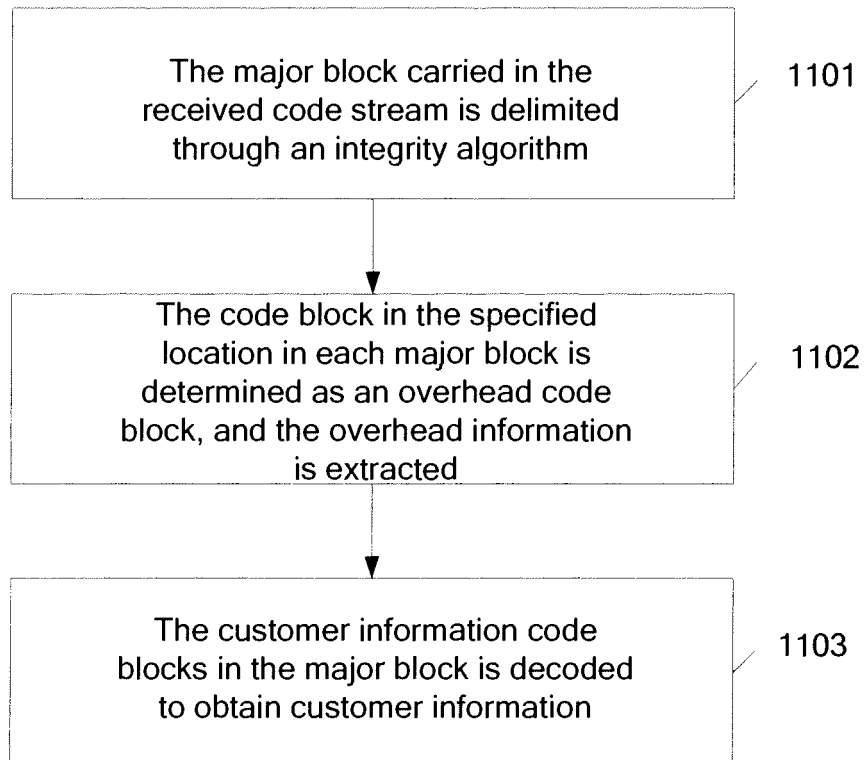 The major block carried in the
received code stream is delimited
through an integrity algorithm
1101
The code block in the specified
location in each major block is
determined as an overhead code
block, and the overhead information
is extracted
1102
The customer information code
blocks in the major block is decoded
to obtain customer information
1103